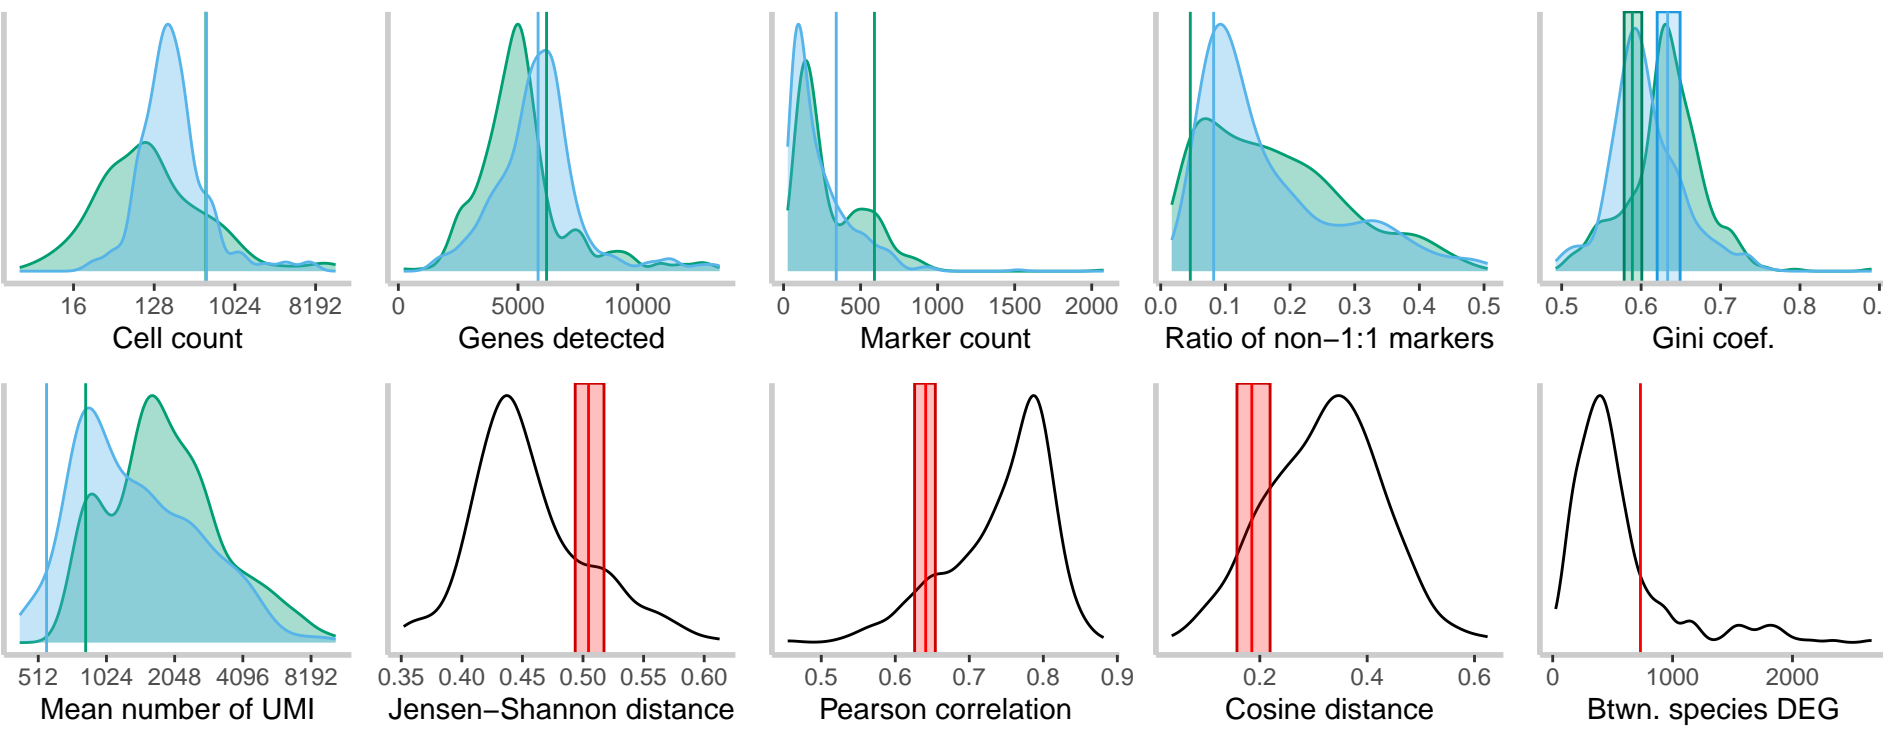 16 128 1024 8192
Cell count
0 5000 10000
Genes detected
0 500 1000 1500 2000
Marker count
0.0 0.1 0.2 0.3 0.4 0.5
Ratio of non−1:1 markers
0.5 0.6 0.7 0.8 0.
Gini coef.
512 1024 2048 4096 8192
Mean number of UMI
0.35 0.40 0.45 0.50 0.55 0.60
Jensen−Shannon distance
0.5 0.6 0.7 0.8 0.9
Pearson correlation
0.2 0.4 0.6
Cosine distance
0 1000 2000
Btwn. species DEG